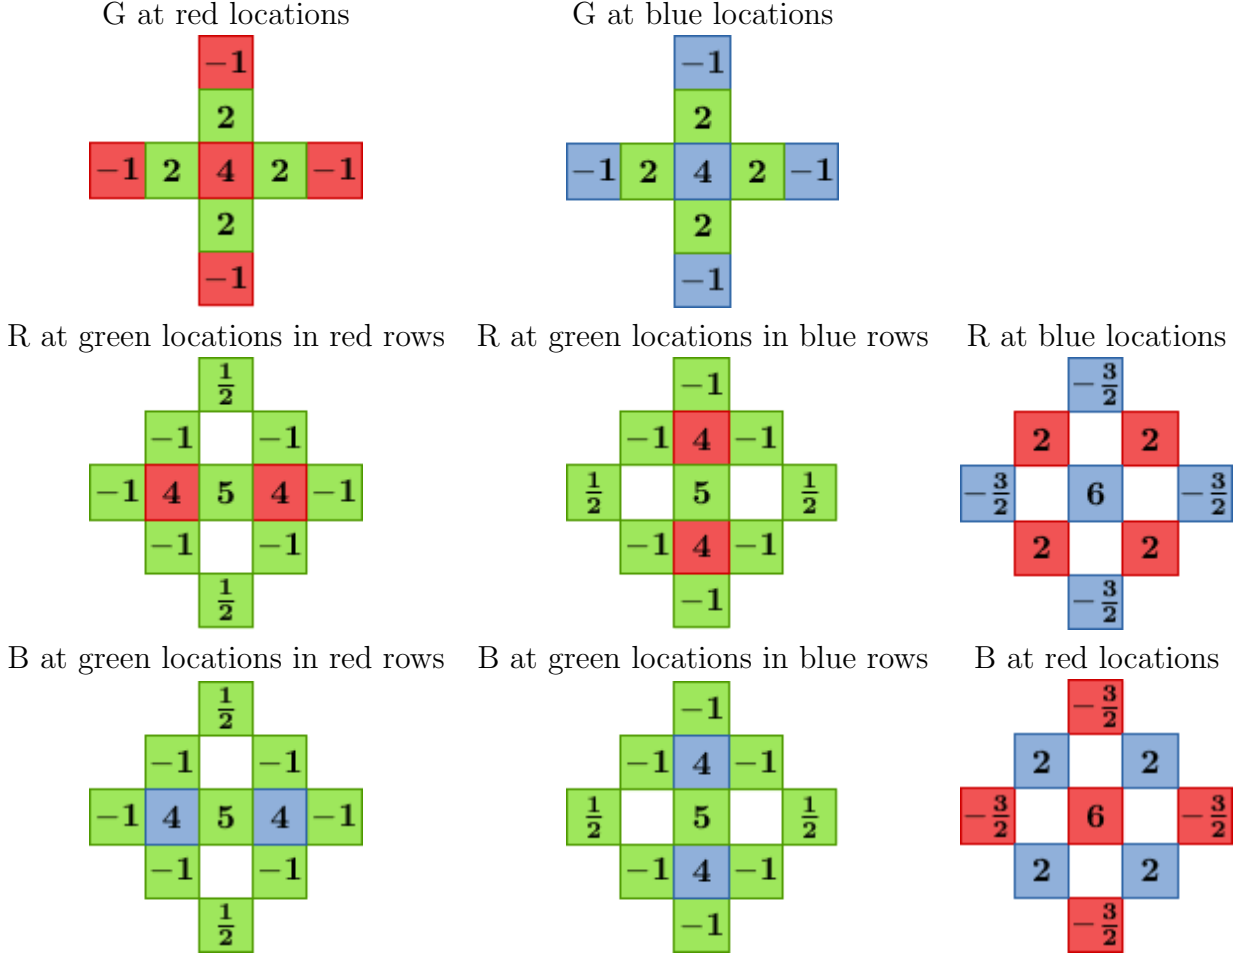 G at red locations
G at blue locations
−1
−1
2
2
−1 2 4 2 −1
−1 2 4 2 −1
2
2
−1
−1
R at green locations in red rows
R at green locations in blue rows
R at blue locations
1/2
−1
−3/2
−1 −1
−1 4 −1
2 2
−1 4 5 4 −1
1/2 5 1/2
−3/2 6 −3/2
−1 −1
−1 4 −1
2 2
1/2
−1
−3/2
B at green locations in red rows
B at green locations in blue rows
B at red locations
1/2
−1
−3/2
−1 −1
−1 4 −1
2 2
−1 4 5 4 −1
1/2 5 1/2
−3/2 6 −3/2
−1 −1
−1 4 −1
2 2
1/2
−1
−3/2